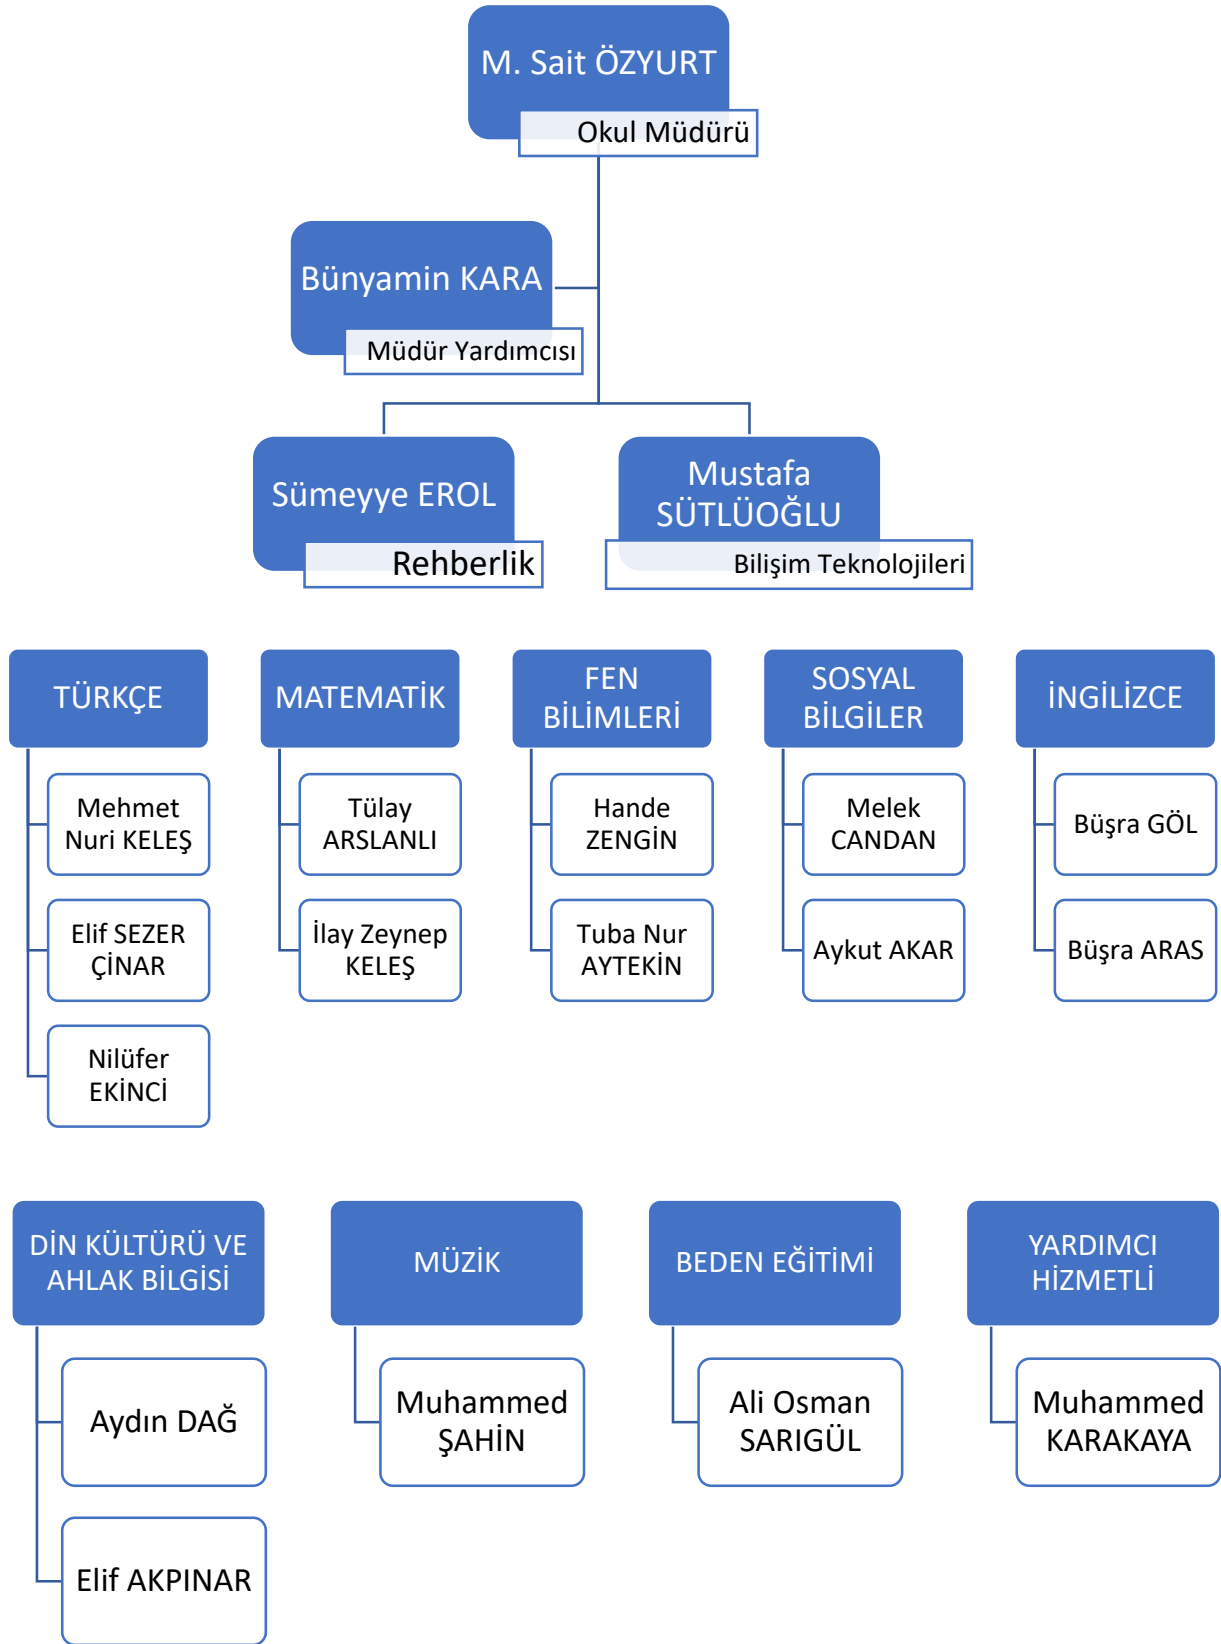 M. Sait ÖZYURT
Okul Müdürü
Bünyamin KARA
Müdür Yardımcısı
Sümeyye EROL
Rehberlik
Mustafa
SÜTLÜOĞLU
Bilişim Teknolojileri
TÜRKÇE
Mehmet
Nuri KELEŞ
Elif SEZER
ÇİNAR
Nilüfer
EKİNCİ
MATEMATİK
Tülay
ARSLANLI
İlay Zeynep
KELEŞ
FEN
BİLİMLERİ
Hande
ZENGİN
Tuba Nur
AYTEKİN
SOSYAL
BİLGİLER
Melek
CANDAN
Aykut AKAR
İNGİLİZCE
Büşra GÖL
Büşra ARAS
DİN KÜLTÜRÜ VE
AHLAK BİLGİSİ
Aydın DAĞ
Elif AKPINAR
MÜZİK
Muhammed
ŞAHİN
BEDEN EĞİTİMİ
Ali Osman
SARIGÜL
YARDIMCI
HİZMETLİ
Muhammed
KARAKAYA